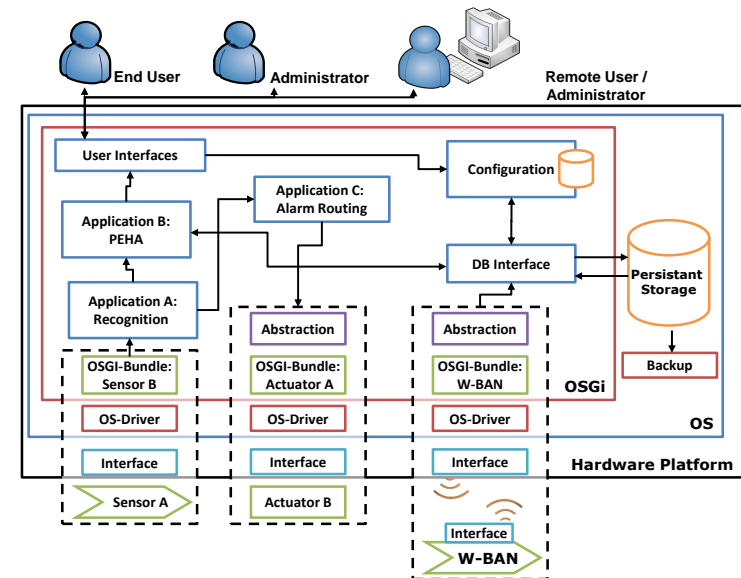 End User
Administrator
Remote User /
Administrator
User Interfaces
Configuration
Application C:
Alarm Routing
Application B:
PEHA
DB Interface
Persistant
Storage
Application A:
Recognition
Abstraction
Abstraction
OSGI-Bundle:
Sensor B
OSGI-Bundle:
Actuator A
OSGI-Bundle:
W-BAN
Backup
OSGi
OS-Driver
OS-Driver
OS-Driver
OS
Interface
Interface
Interface
Hardware Platform
Sensor A
Actuator B
Interface
W-BAN